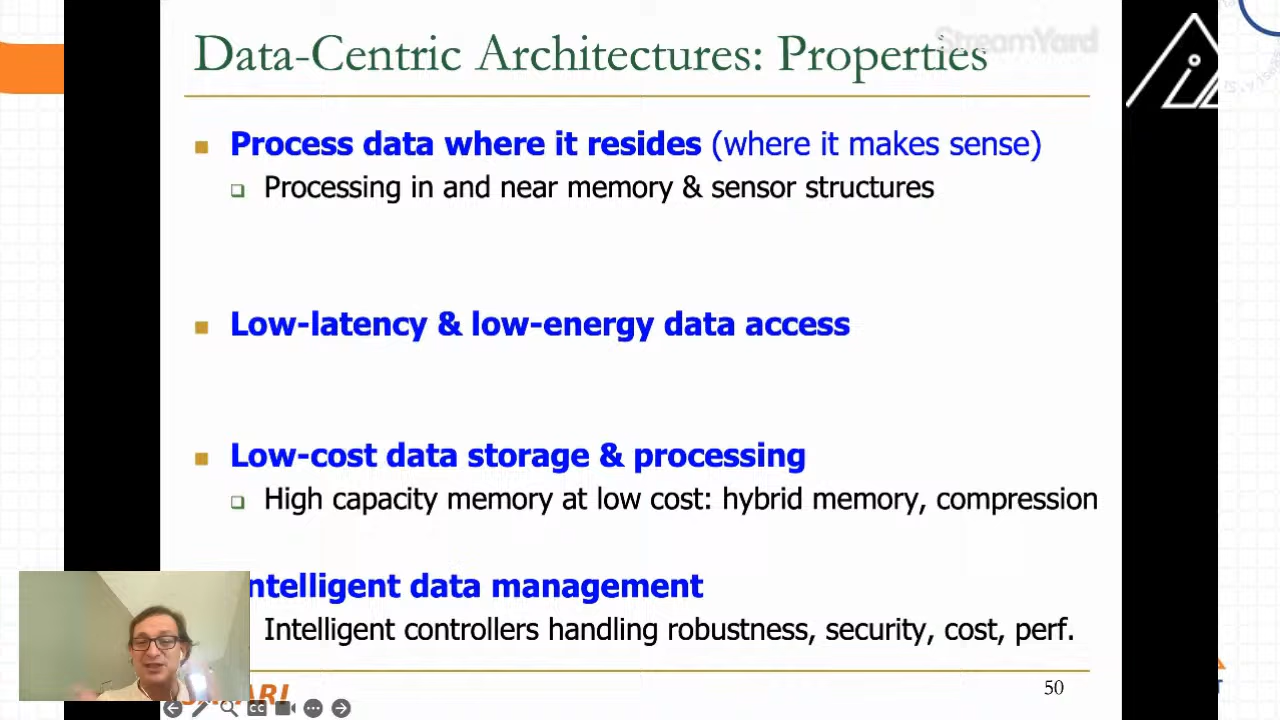 Data-Centric Architectures: Properties
StreamYard
Process data where it resides (where it makes sense)
Processing in and near memory & sensor structures
Low-latency & low-energy data access
Low-cost data storage & processing
High capacity memory at low cost: hybrid memory, compression
ntelligent data management
Intelligent controllers handling robustness, security, cost, perf.
50
CC